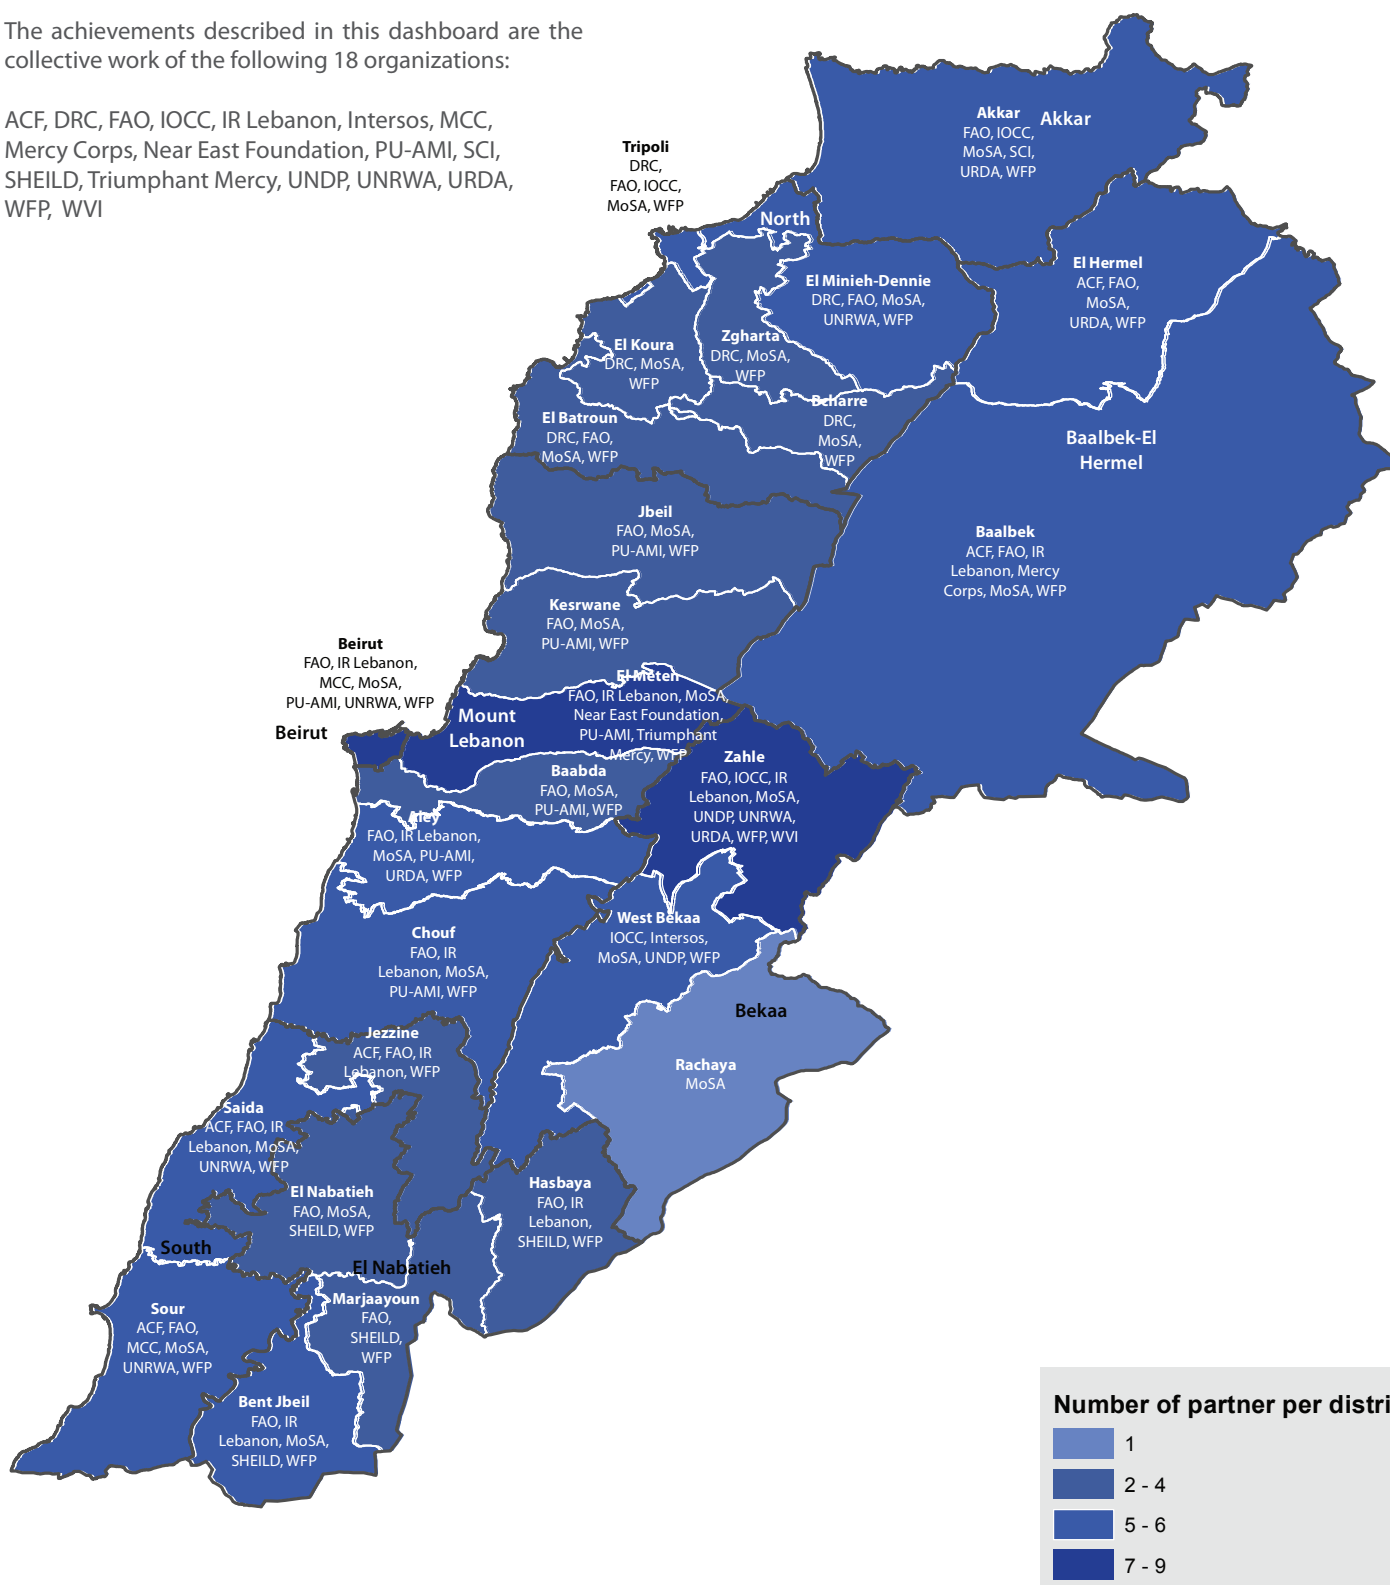 The achievements described in this dashboard are the
collective work of the following 18 organizations:
ACF, DRC, FAO, IOCC, IR Lebanon, Intersos, MCC,
Mercy Corps, Near East Foundation, PU-AMI, SCI,
SHEILD, Triumphant Mercy, UNDP, UNRWA, URDA,
WFP, WVI
Akkar
FAO, IOCC,
MoSA, SCI,
URDA, WFP
Akkar
Tripoli
DRC,
FAO, IOCC,
MoSA, WFP
North
El Hermel
ACF, FAO,
MoSA,
URDA, WFP
El Minieh-Dennie
DRC, FAO, MoSA,
UNRWA, WFP
Zgharta
DRC, MoSA,
WFP
El Koura
DRC, MoSA,
WFP
Bcharre
DRC,
MoSA,
WFP
El Batroun
DRC, FAO,
MoSA, WFP
Baalbek-El
Hermel
Jbeil
FAO, MoSA,
PU-AMI, WFP
Baalbek
ACF, FAO, IR
Lebanon, Mercy
Corps, MoSA, WFP
Kesrwane
FAO, MoSA,
PU-AMI, WFP
Beirut
FAO, IR Lebanon,
MCC, MoSA,
PU-AMI, UNRWA, WFP
Beirut
Mount
Lebanon
El Meten
FAO, IR Lebanon, MoSA,
Near East Foundation,
PU-AMI, Triumphant
Mercy, WFP
Zahle
FAO, IOCC, IR
Lebanon, MoSA,
UNDP, UNRWA,
URDA, WFP, WVI
Baabda
FAO, MoSA,
PU-AMI, WFP
Aley
FAO, IR Lebanon,
MoSA, PU-AMI,
URDA, WFP
West Bekaa
IOCC, Intersos,
MoSA, UNDP, WFP
Chouf
FAO, IR
Lebanon, MoSA,
PU-AMI, WFP
Bekaa
Rachaya
MoSA
Jezzine
ACF, FAO, IR
Lebanon, WFP
Saida
ACF, FAO, IR
Lebanon, MoSA,
UNRWA, WFP
El Nabatieh
FAO, MoSA,
SHEILD, WFP
Hasbaya
FAO, IR
Lebanon,
SHEILD, WFP
South
El Nabatieh
Marjaayoun
FAO,
SHEILD,
WFP
Sour
ACF, FAO,
MCC, MoSA,
UNRWA, WFP
Bent Jbeil
FAO, IR
Lebanon, MoSA,
SHEILD, WFP
Number of partner per distri
1
2 - 4
5 - 6
7 - 9